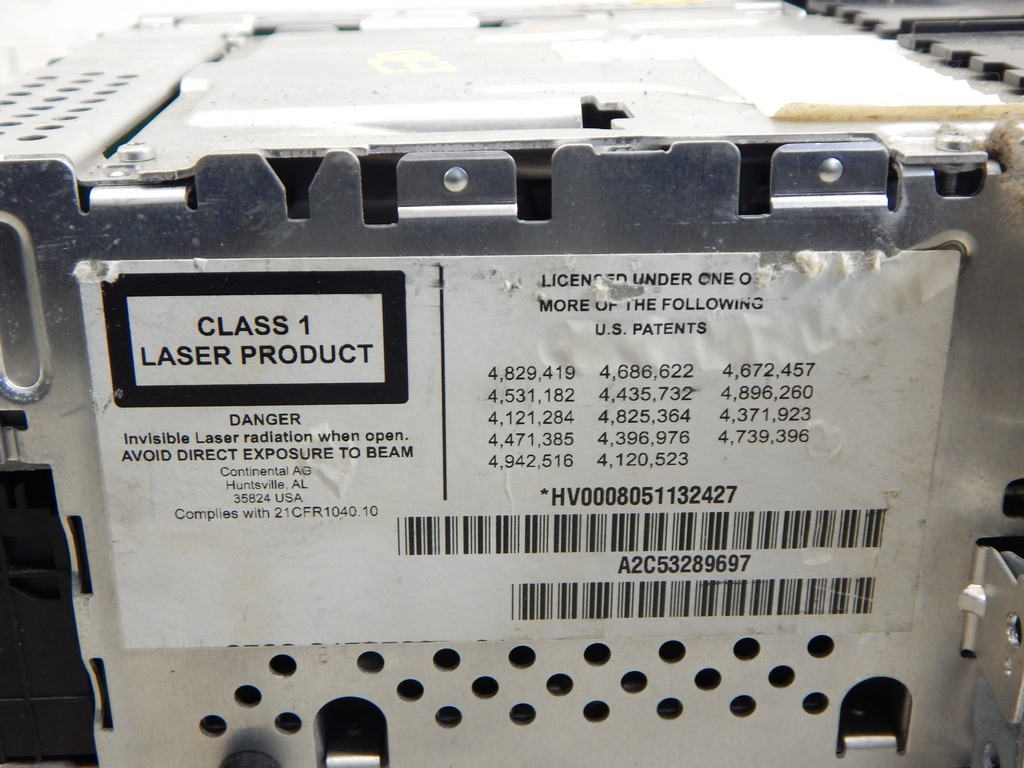 CLASS 1
LASER PRODUCT
DANGER
Invisible Laser radiation when open.
AVOID DIRECT EXPOSURE TO BEAM
Continental AG
Huntsville, AL
35824 USA
Complies with 21CFR1040.10
LICENSED UNDER ONE O
MORE OF THE FOLLOWING
U.S. PATENTS
4,829,419 4,686,622 4,672,457
4,531,182 4,435,732 4,896,260
4,121,284 4,825,364 4,371,923
4,471,385 4,396,976 4,739,396
4,942,516 4,120,523
*HV0008051132427
A2C53289697